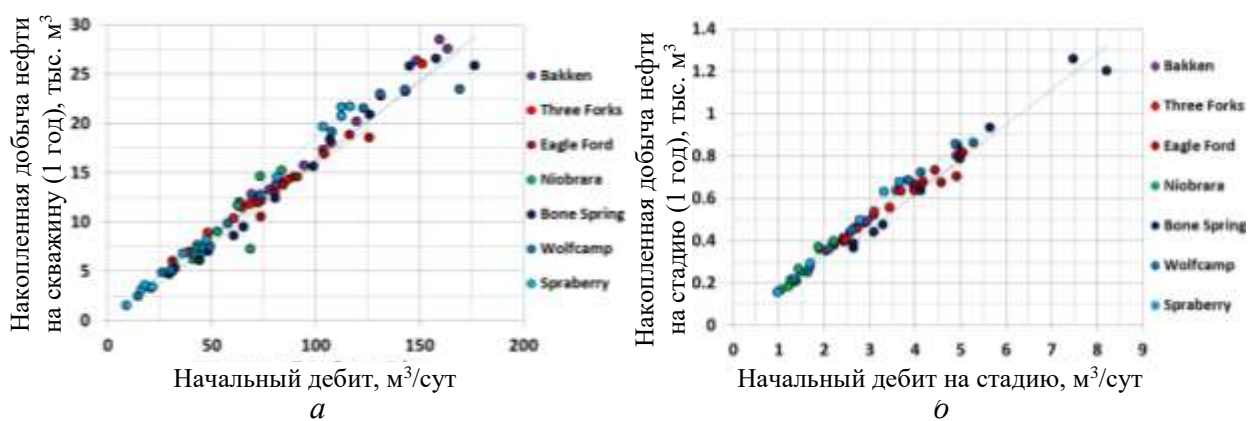 Накопленная добыча нефти
на скважину (1 год), тыс. м³
30
25
20
15
10
5
0
0 50 100 150 200
Начальный дебит, м³/сут
а
Bakken
Three Forks
Eagle Ford
Niobrara
Bone Spring
Wolfcamp
Spraberry
Накопленная добыча нефти
на стадию (1 год), тыс. м³
1.4
1.2
1
0.8
0.6
0.4
0.2
0
0 1 2 3 4 5 6 7 8 9
Начальный дебит на стадию, м³/сут
б
Bakken
Three Forks
Eagle Ford
Niobrara
Bone Spring
Wolfcamp
Spraberry